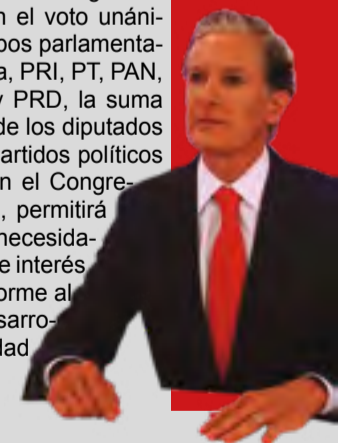 n el voto unáni-
pos parlamenta-
a, PRI, PT, PAN,
y PRD, la suma
de los diputados
artidos políticos
n el Congre-
, permitirá
necesida-
e interés
orme al
sarro-
dad